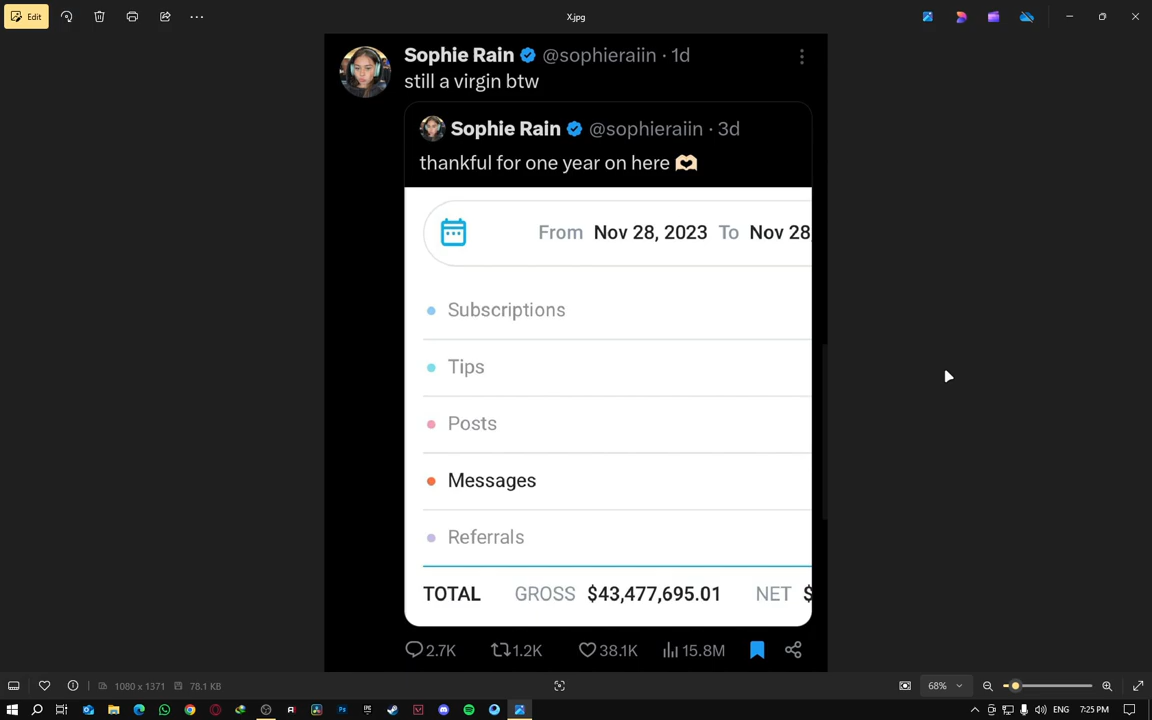 Edit
X.jpg
Sophie Rain @sophieraiin · 1d
still a virgin btw
Sophie Rain @sophieraiin · 3d
thankful for one year on here
From Nov 28, 2023 To Nov 28,
Subscriptions
Tips
Posts
Messages
Referrals
TOTAL GROSS $43,477,695.01 NET $
2.7K 1.2K 38.1K 15.8M
1080 x 1371 78.1 KB 68%
ENG 7:25 PM